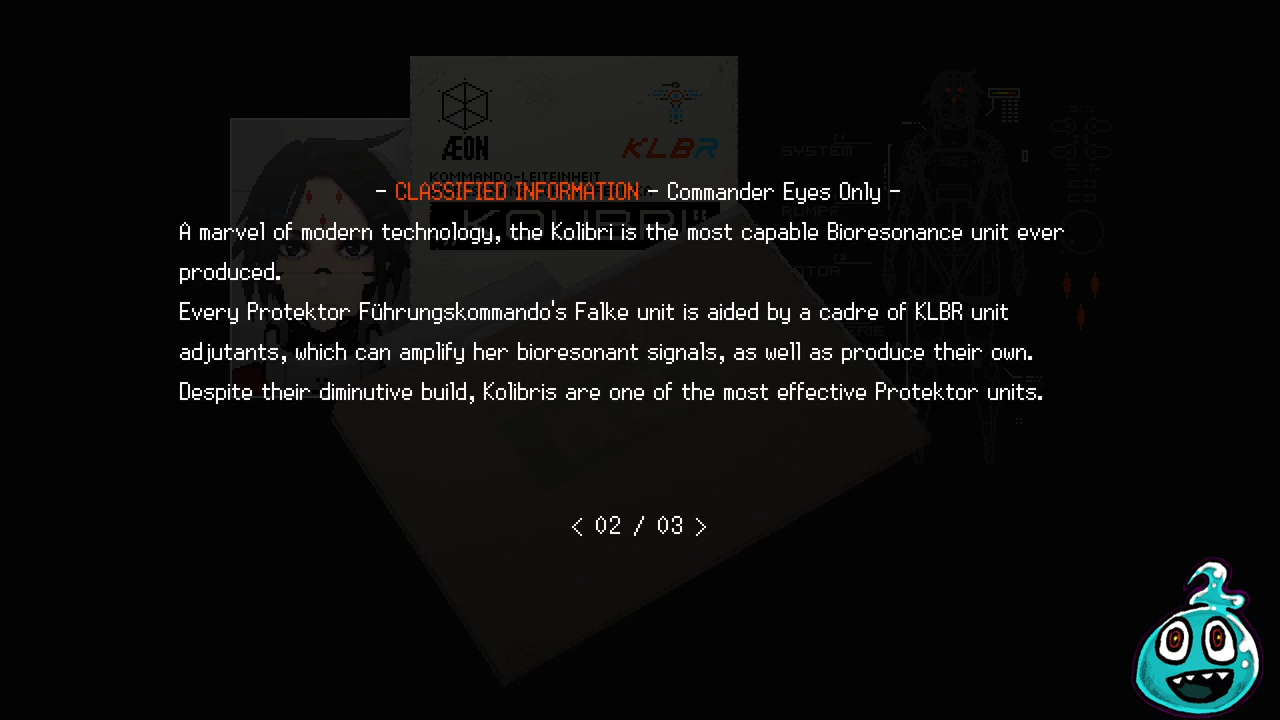 ÆON
KLBR
KOMMANDO-LEITEINHEIT
- CLASSIFIED INFORMATION - Commander Eyes Only -
SYSTEM
A marvel of modern technology, the Kolibri is the most capable Bioresonance unit ever
produced.
Every Protektor Führungskommando's Falke unit is aided by a cadre of KLBR unit
adjutants, which can amplify her bioresonant signals, as well as produce their own.
Despite their diminutive build, Kolibris are one of the most effective Protektor units.
KOLIBRI
RUMPF
< 02 / 03 >